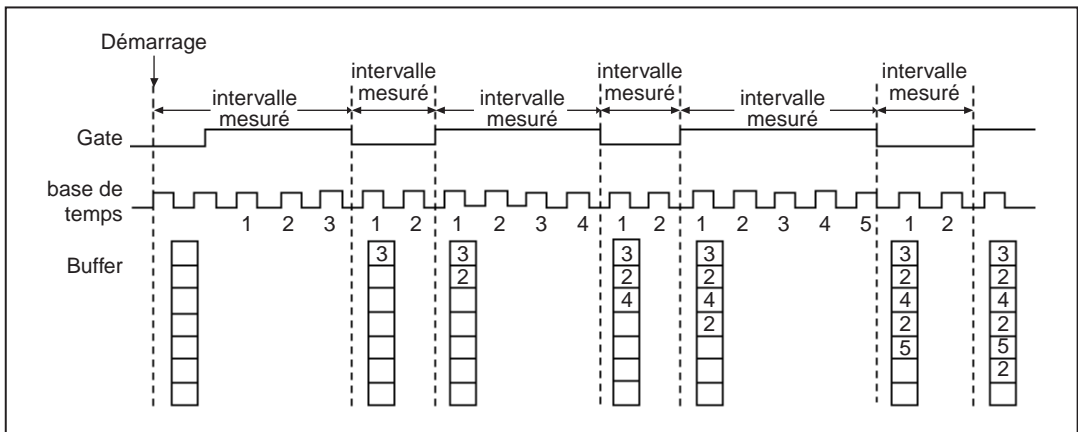 Démarrage
intervalle mesuré
intervalle mesuré
intervalle mesuré
intervalle mesuré
intervalle mesuré
intervalle mesuré
Gate
base de temps
1 2 3 1 2 1 2 3 4 1 2 1 2 3 4 5 1 2
Buffer
3 3 3 3 3 3
2 2 2 2 2
4 4 4 4
2 2 2
5 5
2